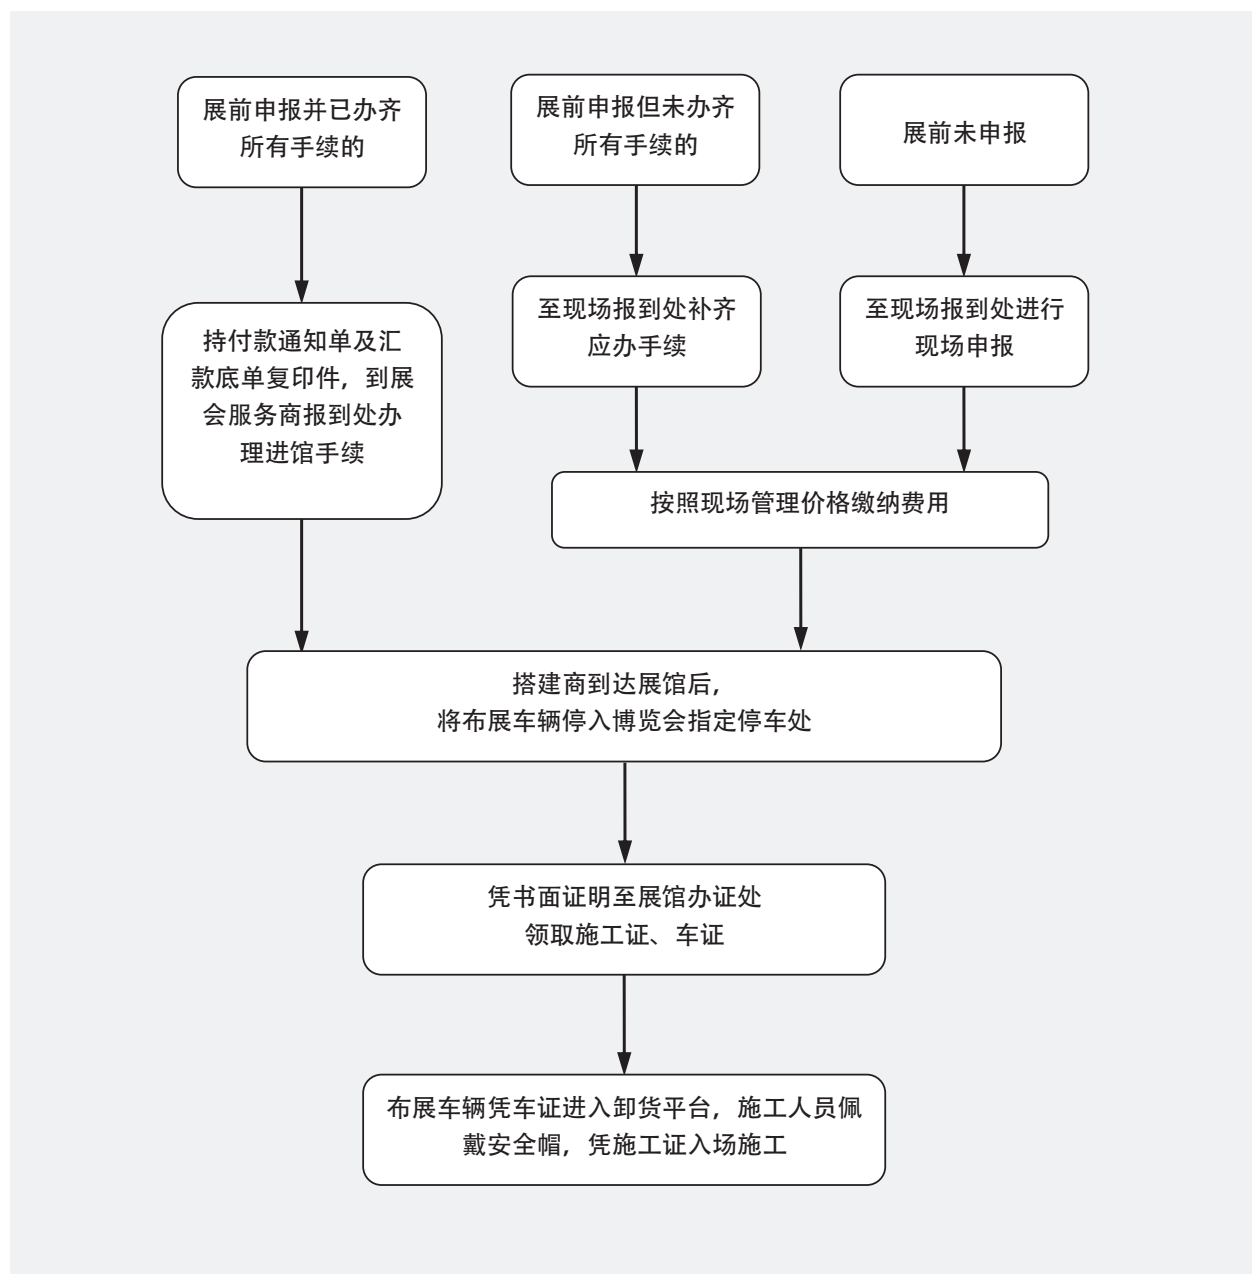 展前申报并已办齐
所有手续的
展前申报但未办齐
所有手续的
展前未申报
持付款通知单及汇
款底单复印件，到展
会服务商报到处办
理进馆手续
至现场报到处补齐
应办手续
至现场报到处进行
现场申报
按照现场管理价格缴纳费用
搭建商到达展馆后，
将布展车辆停入博览会指定停车处
凭书面证明至展馆办证处
领取施工证、车证
布展车辆凭车证进入卸货平台，施工人员佩
戴安全帽，凭施工证入场施工